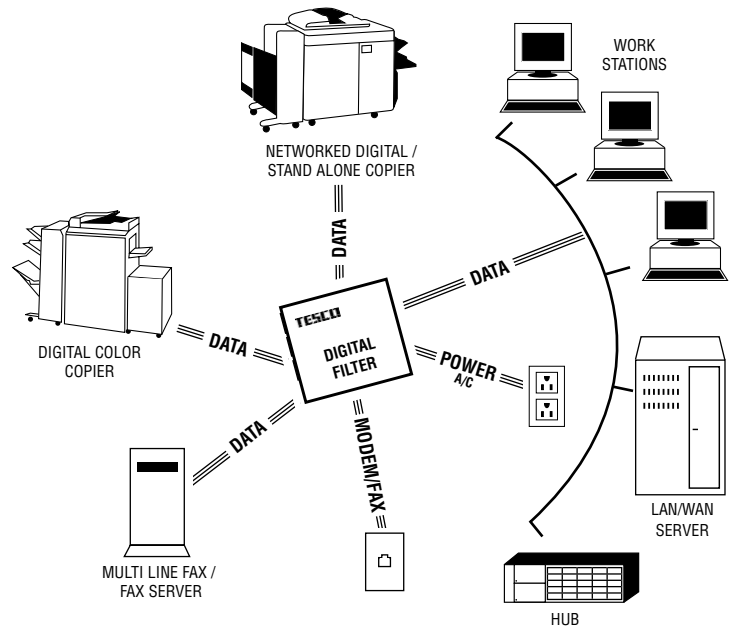 WORK
STATIONS
NETWORKED DIGITAL /
STAND ALONE COPIER
DATA
DATA
TESCO
DIGITAL
FILTER
DATA
DIGITAL COLOR
COPIER
POWER
A/C
DATA
MODEM/FAX
LAN/WAN
SERVER
MULTI LINE FAX /
FAX SERVER
HUB